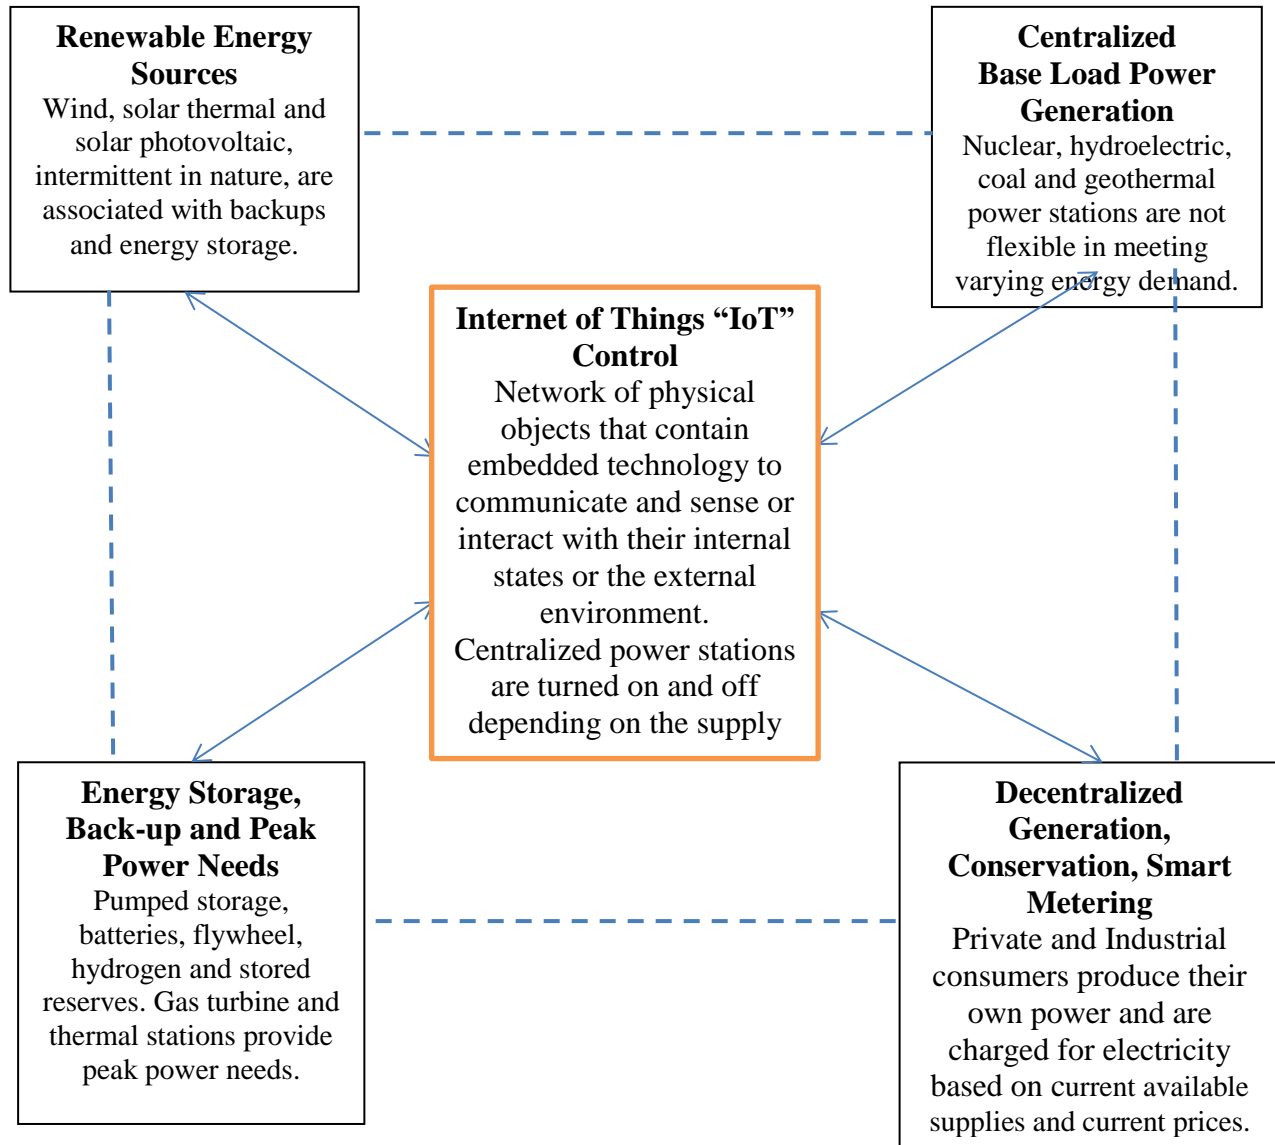 Renewable Energy
Sources
Wind, solar thermal and
solar photovoltaic,
intermittent in nature, are
associated with backups
and energy storage.
Centralized
Base Load Power
Generation
Nuclear, hydroelectric,
coal and geothermal
power stations are not
flexible in meeting
varying energy demand.
Internet of Things “IoT”
Control
Network of physical
objects that contain
embedded technology to
communicate and sense or
interact with their internal
states or the external
environment.
Centralized power stations
are turned on and off
depending on the supply
Energy Storage,
Back-up and Peak
Power Needs
Pumped storage,
batteries, flywheel,
hydrogen and stored
reserves. Gas turbine and
thermal stations provide
peak power needs.
Decentralized
Generation,
Conservation, Smart
Metering
Private and Industrial
consumers produce their
own power and are
charged for electricity
based on current available
supplies and current prices.